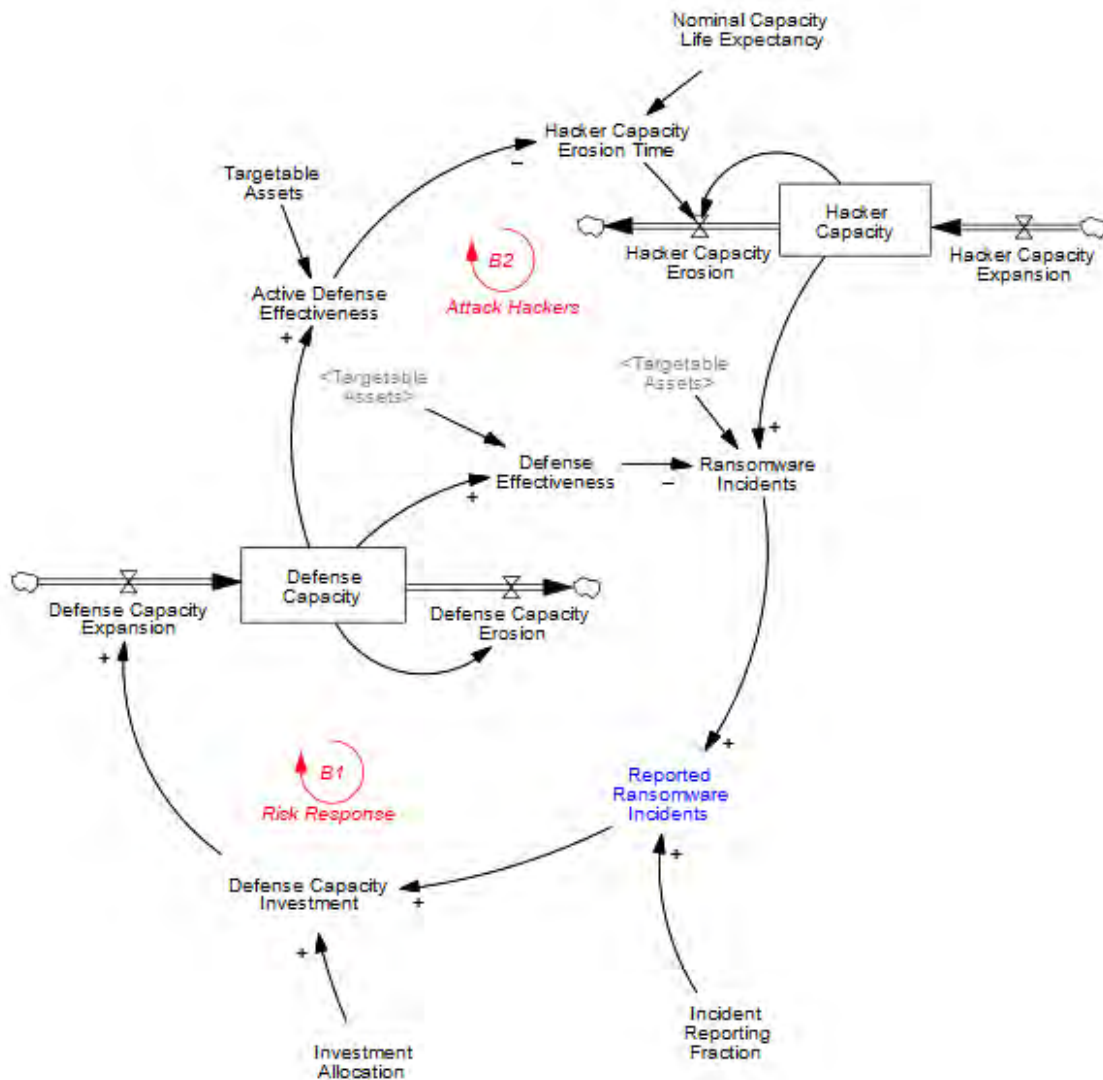 Nominal Capacity
Life Expectancy
Hacker Capacity
Erosion Time
–
Targetable
Assets
Hacker
Capacity
B2
Hacker Capacity
Erosion
Hacker Capacity
Expansion
Active Defense
Effectiveness
Attack Hackers
+
<Targetable
Assets>
<Targetable
Assets>
+
Defense
Effectiveness
Ransomware
Incidents
+
–
Defense
Capacity
Defense Capacity
Expansion
Defense Capacity
Erosion
+
+
B1
Risk Response
Reported
Ransomware
Incidents
+
Defense Capacity
Investment
+
+
Incident
Reporting
Fraction
Investment
Allocation